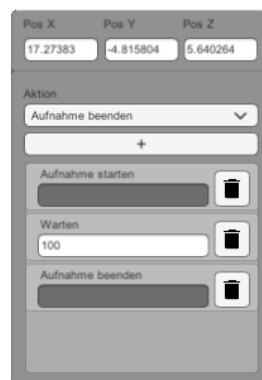 Pos X Pos Y Pos Z
17.27383 -4.815804 5.640264
Aktion
Aufnahme beenden
+
Aufnahme starten
Warten
100
Aufnahme beenden